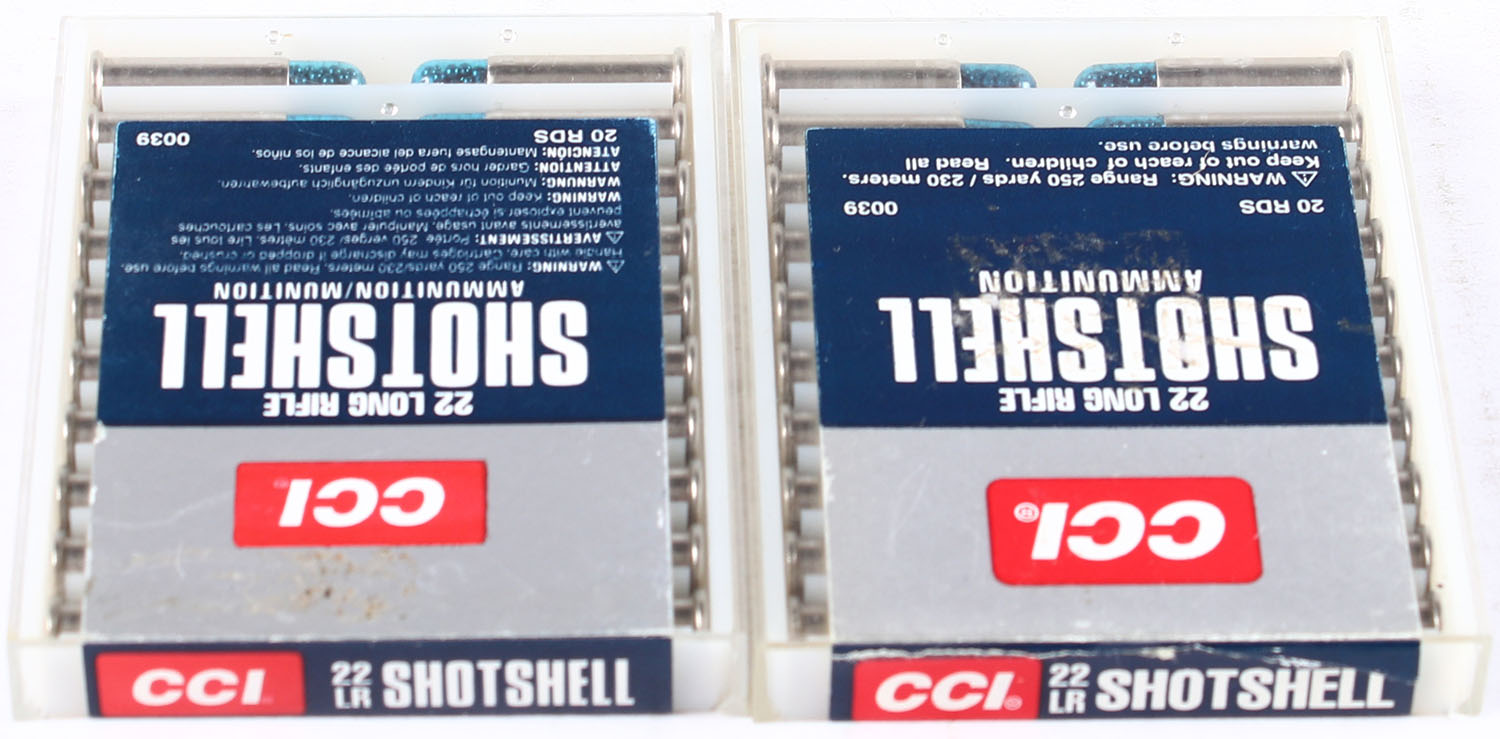 CCI
22 LONG RIFLE
SHOTSHELL
AMMUNITION/MUNITION
⚠ WARNING: Range 250 yards/230 meters. Read all warnings before use.
Handle with care. Cartridges may discharge if dropped or crushed.
⚠ AVERTISSEMENT: Portée 250 verges/ 230 mètres. Lire tous les
avertissements avant usage. Manipuler avec soins. Les cartouches
peuvent exploser si échappées ou abîmées.
WARNING: Keep out of reach of children.
WARNUNG: Munition für Kindern unzugänglich aufbewahren.
ATTENTION: Garder hors de portée des enfants.
ATENCIÓN: Mantengase fuera del alcance de los niños.
20 RDS 0039
CCI
22 LR SHOTSHELL
CCI®
22 LONG RIFLE
SHOTSHELL
AMMUNITION
20 RDS 0039
⚠ WARNING: Range 250 yards / 230 meters.
Keep out of reach of children. Read all
warnings before use.
CCI®
22 LR SHOTSHELL